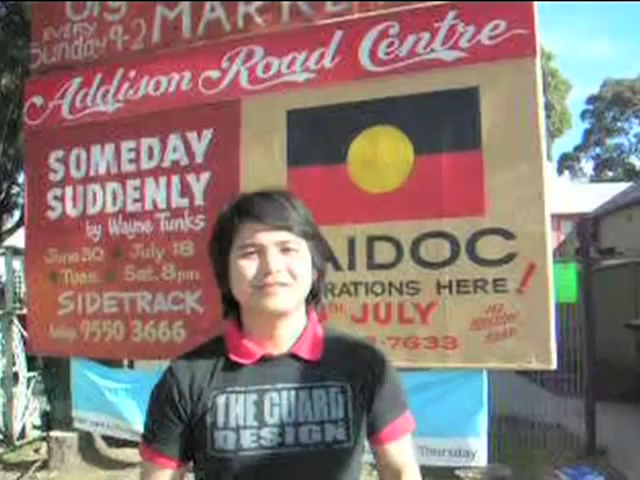 Org MARKE
every Sunday 9-2
Addison Road Centre
SOMEDAY
SUDDENLY
by Wayne Tunks
June 30 July 18
Tues Sat. 8pm
SIDETRACK
9550 3666
AIDOC
RATIONS HERE!
JULY
-7633
THE GUARD
DESIGN
Thursday